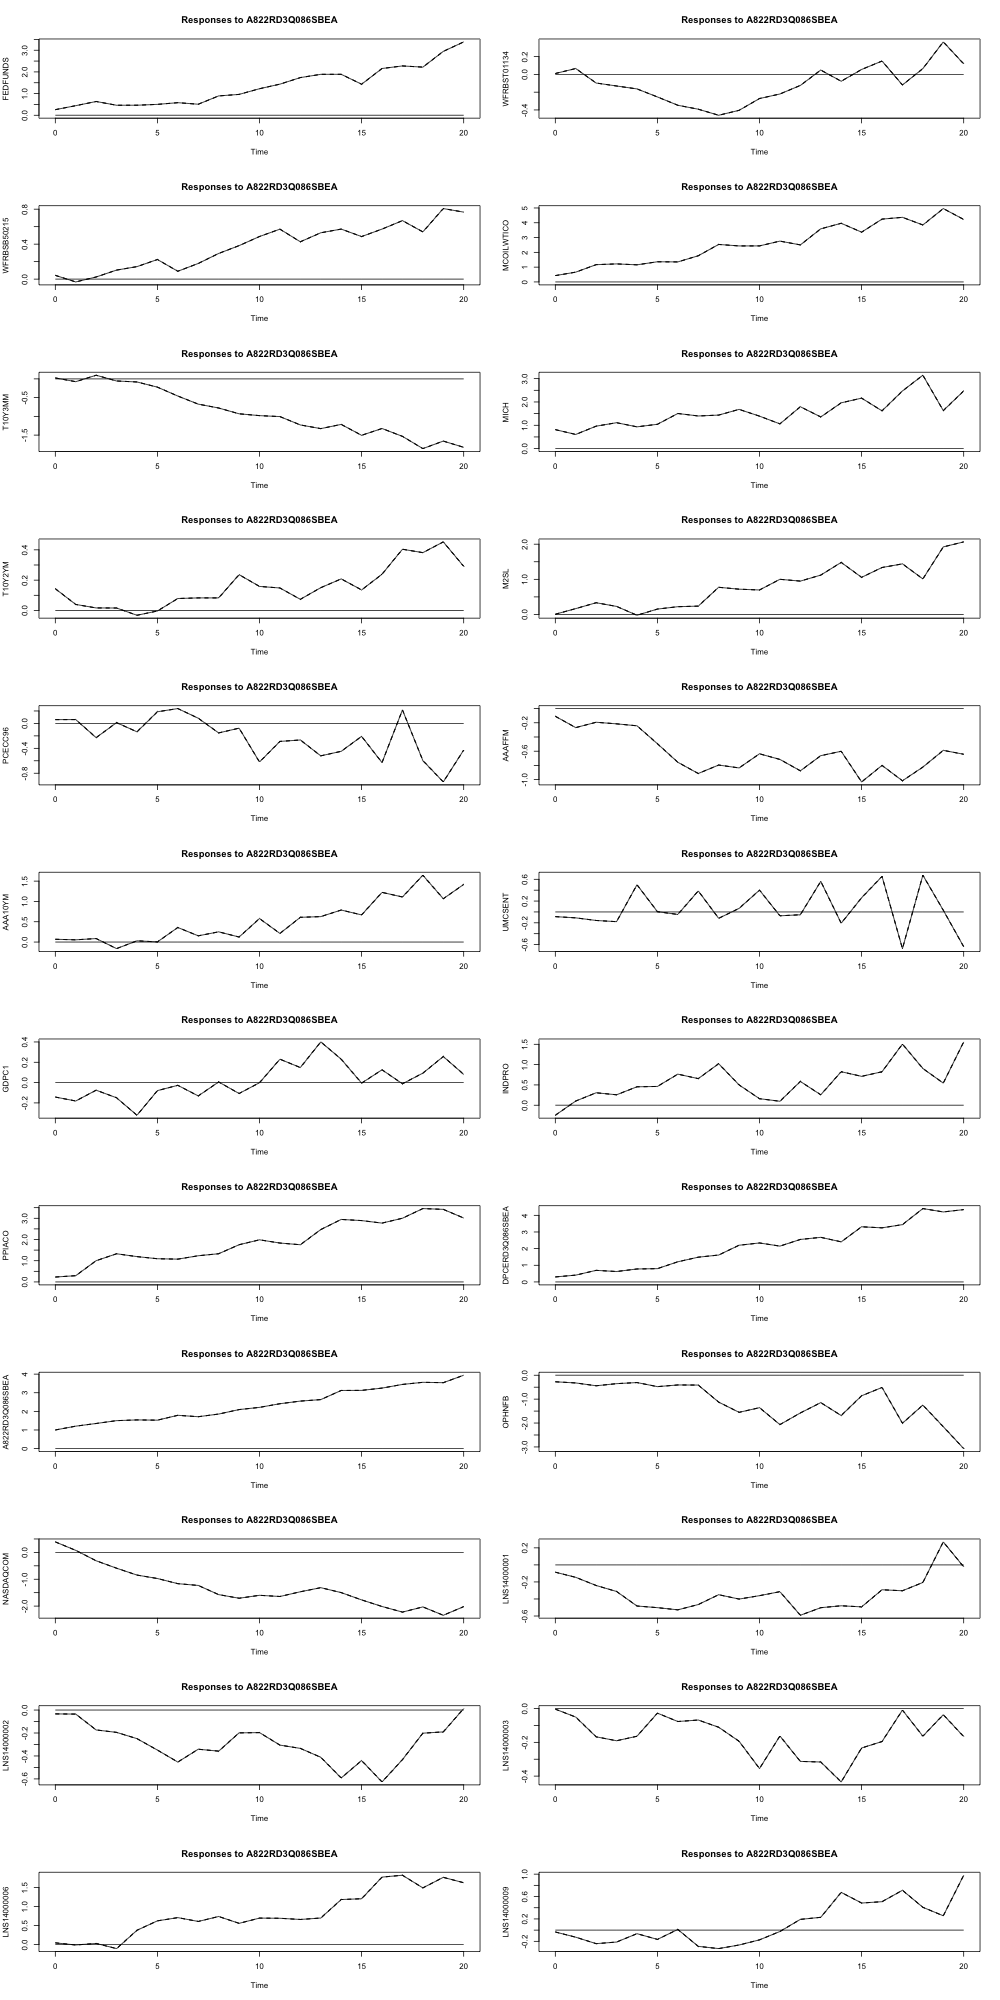 Responses to A822RD3Q086SBEA
FEDFUNDS
0.0 1.0 2.0 3.0
0 5 10 15 20
Time
Responses to A822RD3Q086SBEA
WFRBST01134
-0.4 0.0 0.2
0 5 10 15 20
Time
Responses to A822RD3Q086SBEA
WFRBSB50215
0.0 0.4 0.8
0 5 10 15 20
Time
Responses to A822RD3Q086SBEA
MCOILWTICO
0 1 2 3 4 5
0 5 10 15 20
Time
Responses to A822RD3Q086SBEA
T10Y3MM
-1.5 -0.5
0 5 10 15 20
Time
Responses to A822RD3Q086SBEA
MICH
0.0 1.0 2.0 3.0
0 5 10 15 20
Time
Responses to A822RD3Q086SBEA
T10Y2YM
0.0 0.2 0.4
0 5 10 15 20
Time
Responses to A822RD3Q086SBEA
M2SL
0.0 1.0 2.0
0 5 10 15 20
Time
Responses to A822RD3Q086SBEA
PCECC96
-0.8 -0.4 0.0
0 5 10 15 20
Time
Responses to A822RD3Q086SBEA
AAAFFM
-1.0 -0.6 -0.2
0 5 10 15 20
Time
Responses to A822RD3Q086SBEA
AAA10YM
0.0 0.5 1.0 1.5
0 5 10 15 20
Time
Responses to A822RD3Q086SBEA
UMCSENT
-0.6 -0.2 0.2 0.6
0 5 10 15 20
Time
Responses to A822RD3Q086SBEA
GDPC1
-0.2 0.0 0.2 0.4
0 5 10 15 20
Time
Responses to A822RD3Q086SBEA
INDPRO
0.0 0.5 1.0 1.5
0 5 10 15 20
Time
Responses to A822RD3Q086SBEA
PPIACO
0.0 1.0 2.0 3.0
0 5 10 15 20
Time
Responses to A822RD3Q086SBEA
DPCERD3Q086SBEA
0 1 2 3 4
0 5 10 15 20
Time
Responses to A822RD3Q086SBEA
A822RD3Q086SBEA
0 1 2 3 4
0 5 10 15 20
Time
Responses to A822RD3Q086SBEA
OPHNFB
-3.0 -2.0 -1.0 0.0
0 5 10 15 20
Time
Responses to A822RD3Q086SBEA
NASDAQCOM
-2.0 -1.0 0.0
0 5 10 15 20
Time
Responses to A822RD3Q086SBEA
LNS14000001
-0.6 -0.2 0.2
0 5 10 15 20
Time
Responses to A822RD3Q086SBEA
LNS14000002
-0.6 -0.4 -0.2 0.0
0 5 10 15 20
Time
Responses to A822RD3Q086SBEA
LNS14000003
-0.4 -0.2 0.0
0 5 10 15 20
Time
Responses to A822RD3Q086SBEA
LNS14000006
0.0 0.5 1.0 1.5
0 5 10 15 20
Time
Responses to A822RD3Q086SBEA
LNS14000009
-0.2 0.2 0.6 1.0
0 5 10 15 20
Time